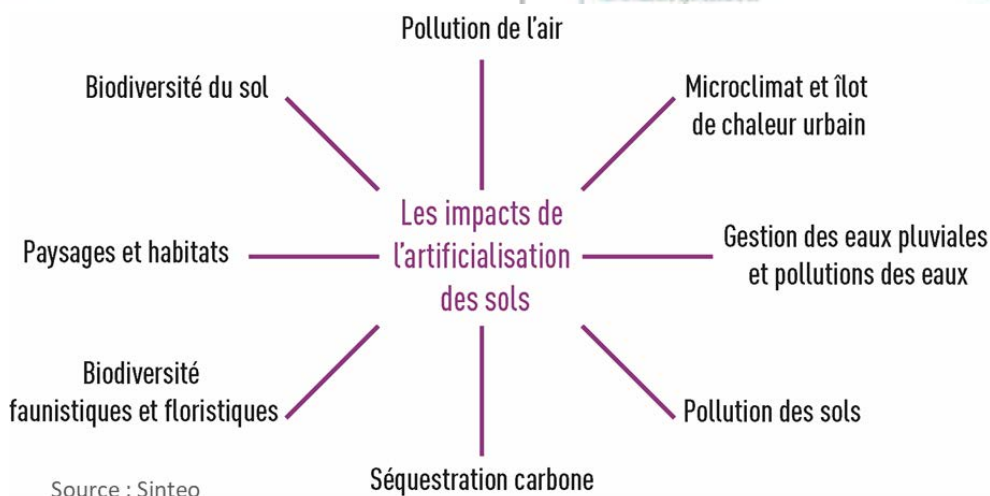 Pollution de l'air
Biodiversité du sol
Microclimat et îlot
de chaleur urbain
Les impacts de
l'artificialisation
des sols
Paysages et habitats
Gestion des eaux pluviales
et pollutions des eaux
Biodiversité
faunistiques et floristiques
Pollution des sols
Séquestration carbone
Source : Sinteo